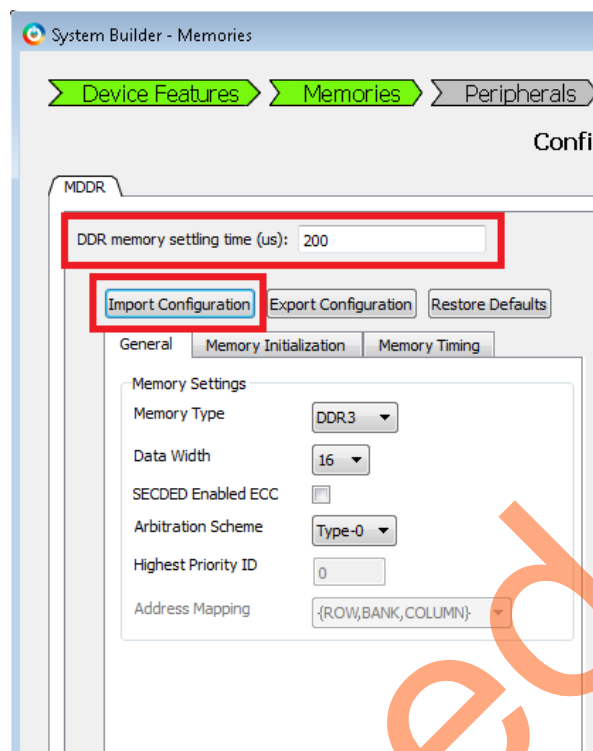 System Builder - Memories
Device Features Memories Peripherals
Confi
MDDR
DDR memory settling time (us): 200
Import Configuration Export Configuration Restore Defaults
General Memory Initialization Memory Timing
Memory Settings
Memory Type DDR3
Data Width 16
SECDED Enabled ECC
Arbitration Scheme Type-0
Highest Priority ID 0
Address Mapping {ROW,BANK,COLUMN}
ed